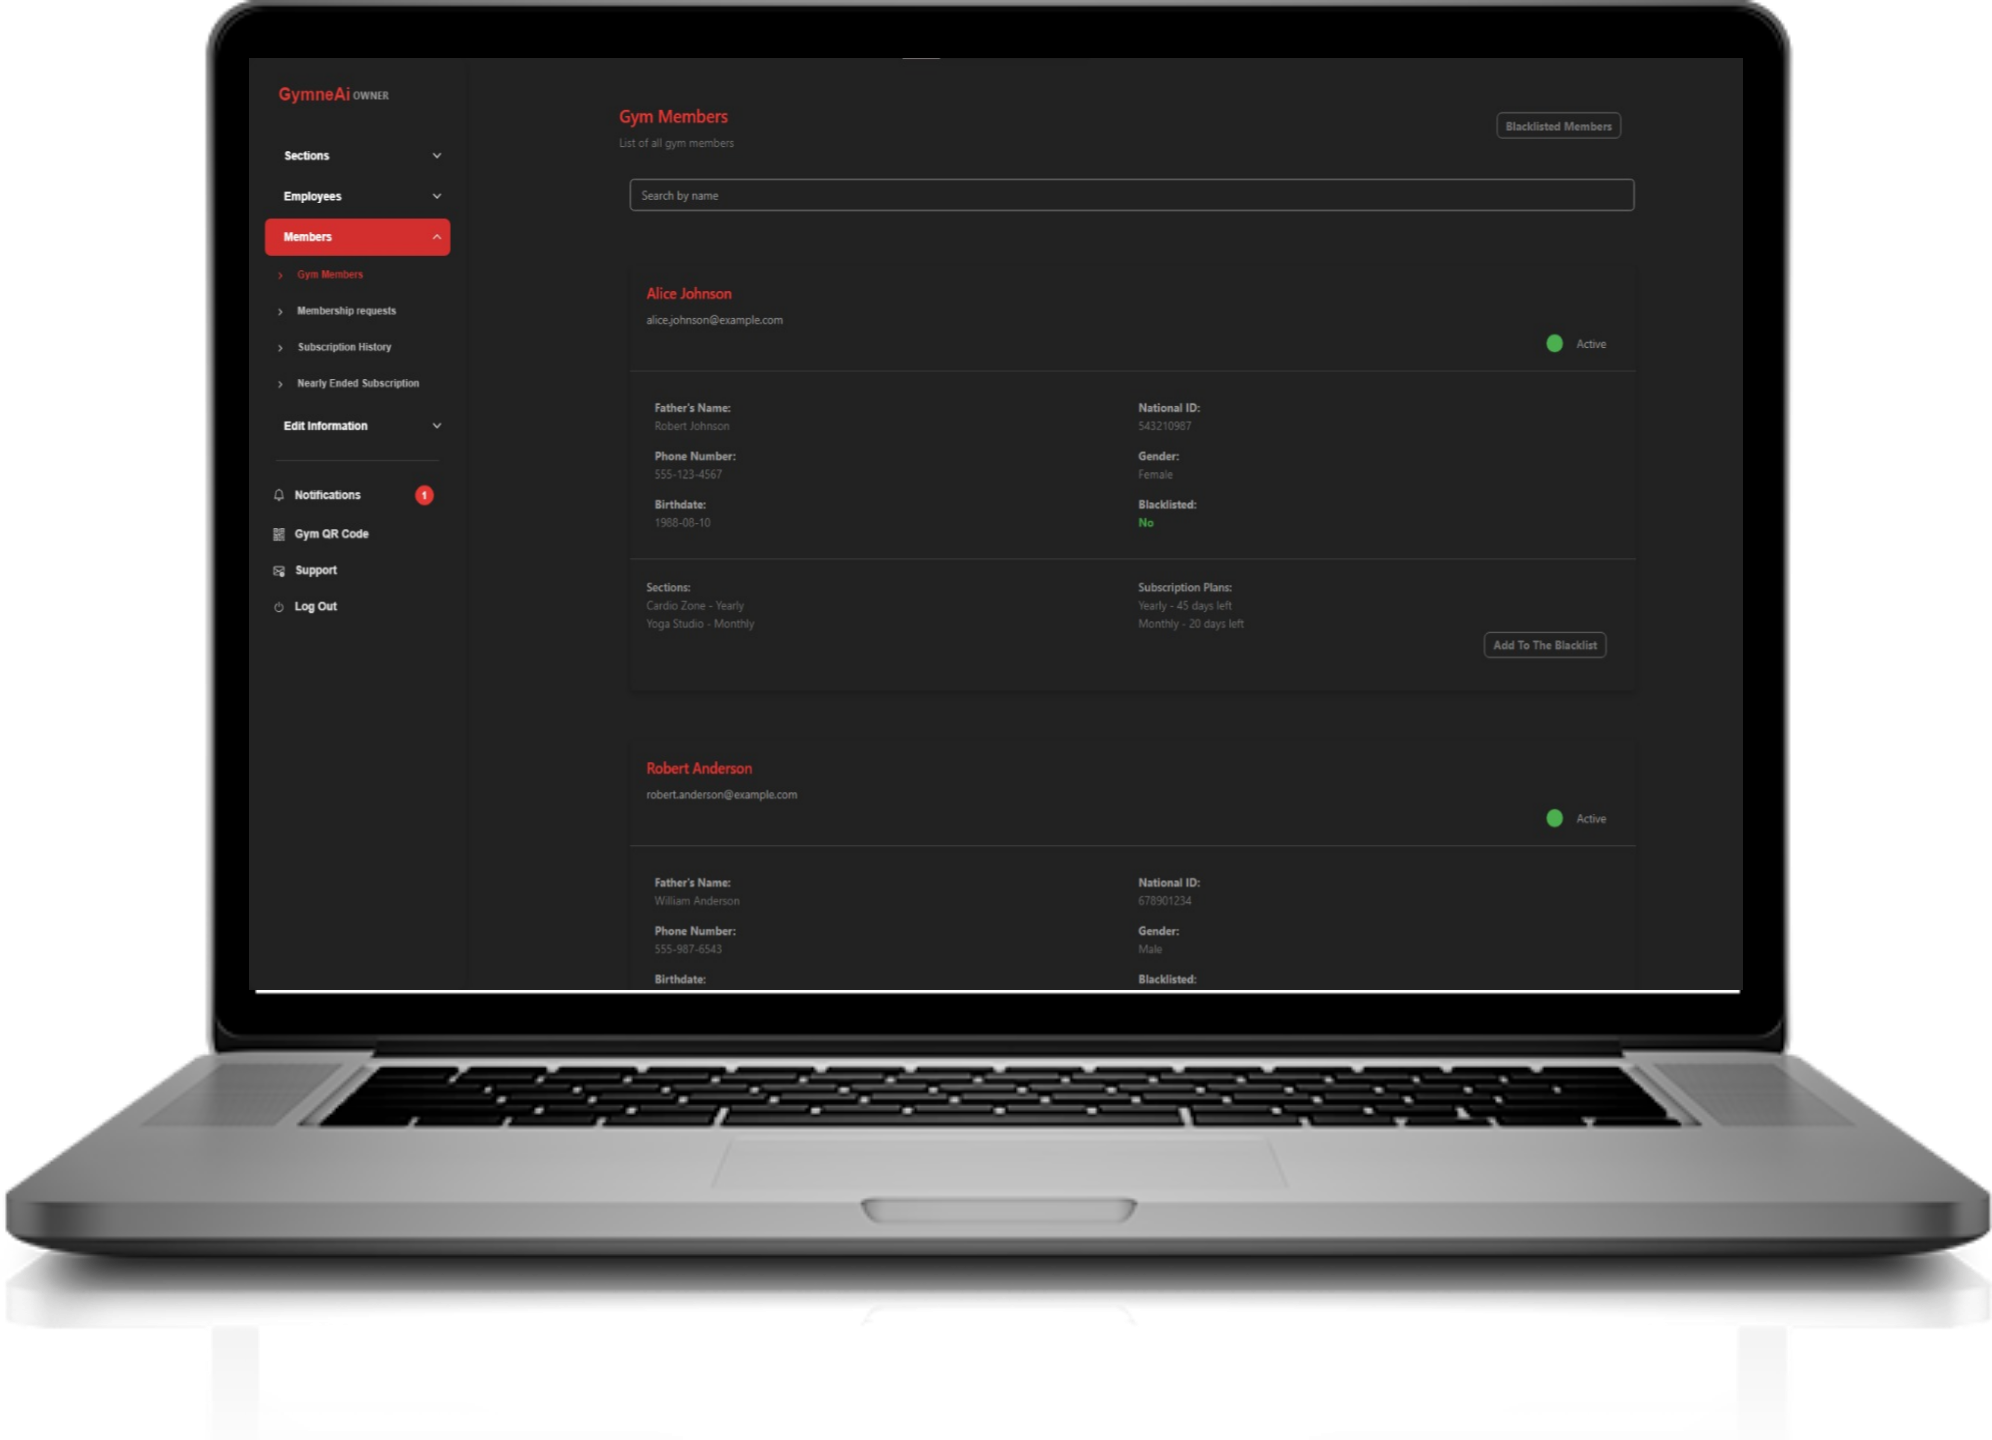 GymneAi OWNER
Sections
Employees
Members
Gym Members
Membership requests
Subscription History
Nearly Ended Subscription
Edit Information
Notifications 1
Gym QR Code
Support
Log Out
Gym Members
List of all gym members
Blacklisted Members
Search by name
Alice Johnson
alice.johnson@example.com
Active
Father's Name:
Robert Johnson
National ID:
543210987
Phone Number:
555-123-4567
Gender:
Female
Birthdate:
1988-08-10
Blacklisted:
No
Sections:
Cardio Zone - Yearly
Yoga Studio - Monthly
Subscription Plans:
Yearly - 45 days left
Monthly - 20 days left
Add To The Blacklist
Robert Anderson
robert.anderson@example.com
Active
Father's Name:
William Anderson
National ID:
678901234
Phone Number:
555-987-6543
Gender:
Male
Birthdate:
Blacklisted: